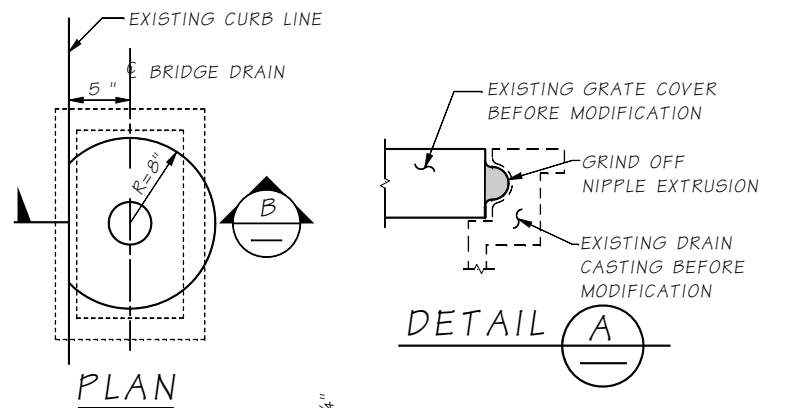 EXISTING CURB LINE
℄ BRIDGE DRAIN
5 "
R=8"
B
PLAN
EXISTING GRATE COVER
BEFORE MODIFICATION
GRIND OFF
NIPPLE EXTRUSION
EXISTING DRAIN
CASTING BEFORE
MODIFICATION
DETAIL A